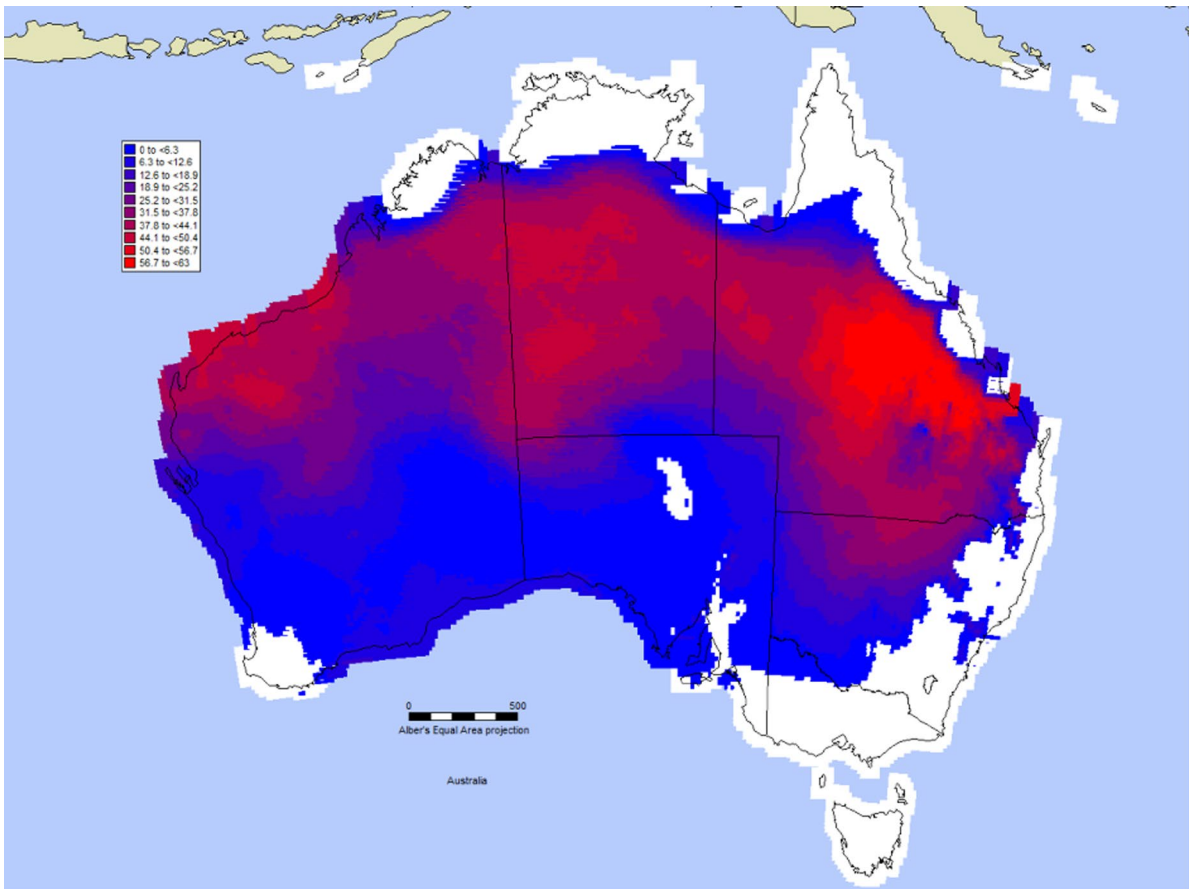 0 to <6.3
6.3 to <12.6
12.6 to <18.9
18.9 to <25.2
25.2 to <31.5
31.5 to <37.8
37.8 to <44.1
44.1 to <50.4
50.4 to <56.7
56.7 to <63
0 500
Alber's Equal Area projection
Australia